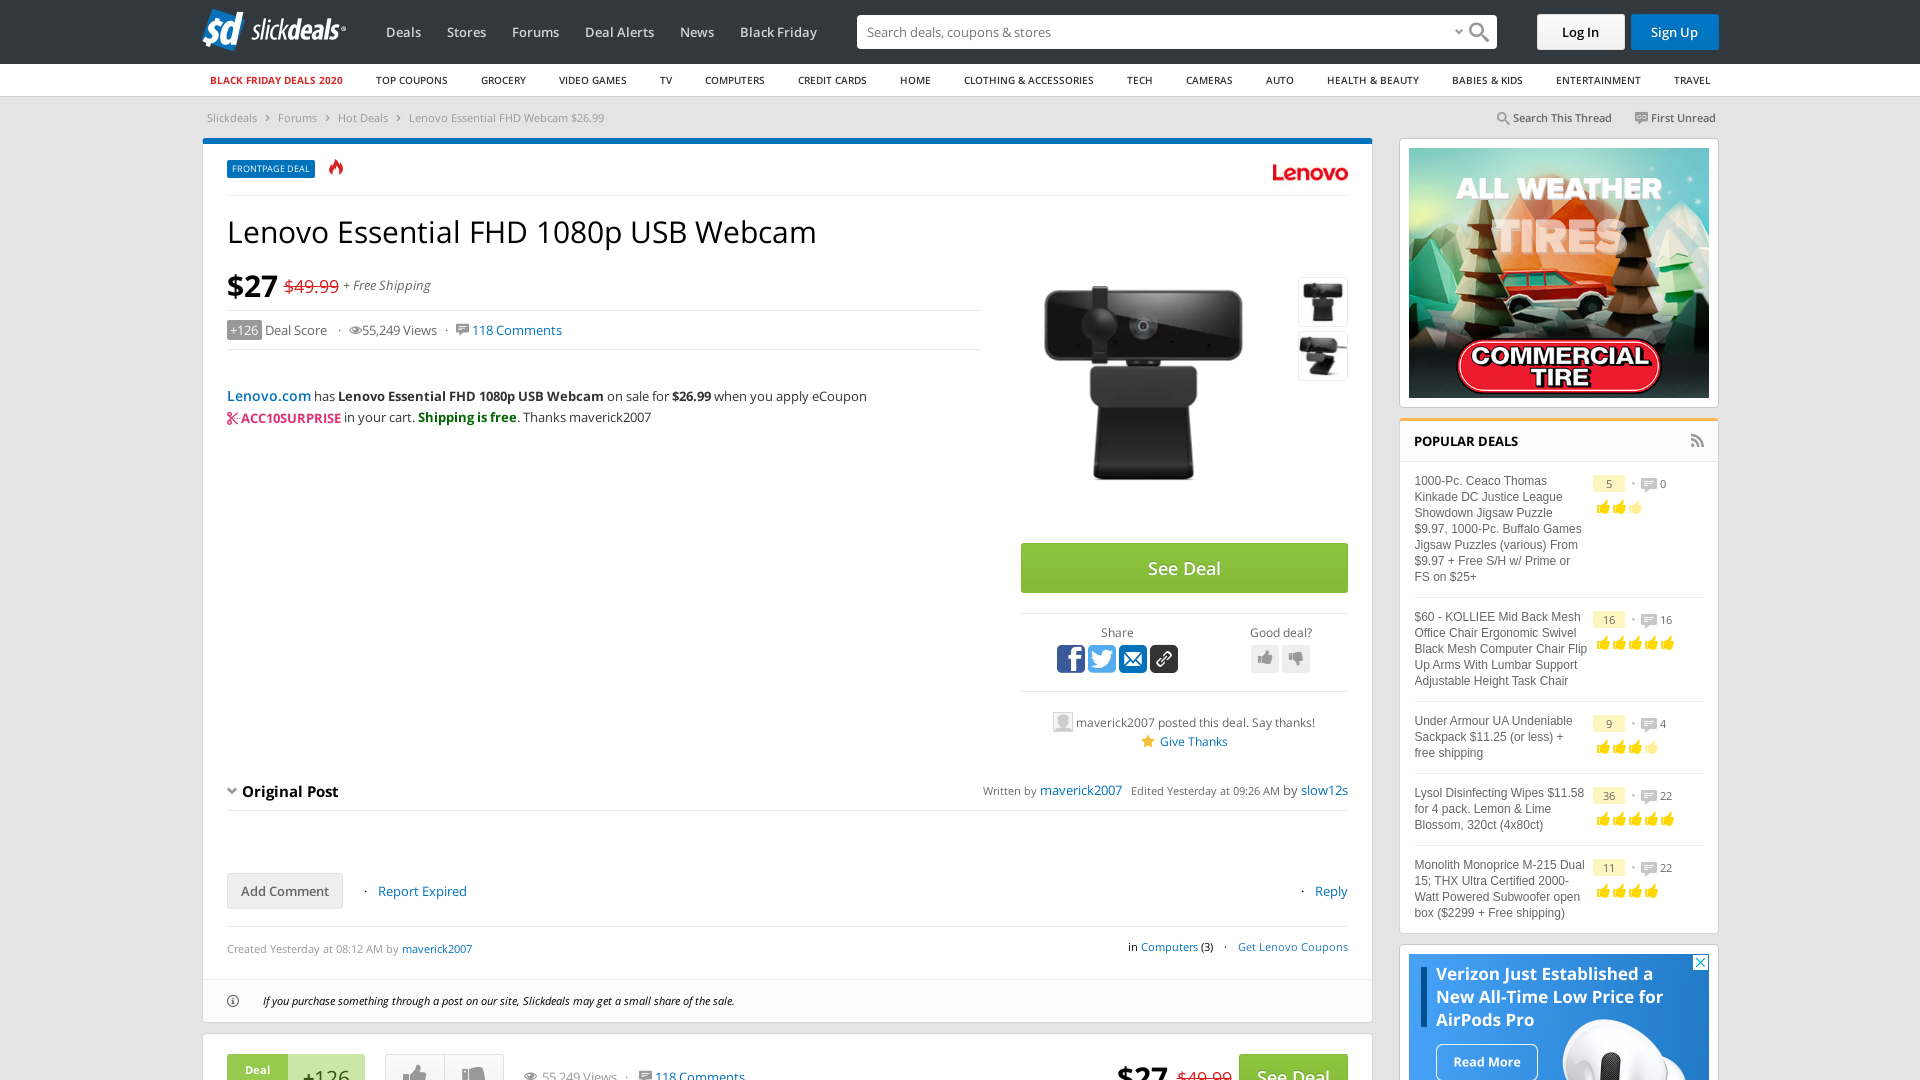 slickdeals
Deals
Stores
Forums
Deal Alerts
News
Black Friday
Search deals, coupons & stores
Log In
Sign Up
BLACK FRIDAY DEALS 2020
TOP COUPONS
GROCERY
VIDEO GAMES
TV
COMPUTERS
CREDIT CARDS
HOME
CLOTHING & ACCESSORIES
TECH
CAMERAS
AUTO
HEALTH & BEAUTY
BABIES & KIDS
ENTERTAINMENT
TRAVEL
Slickdeals > Forums > Hot Deals > Lenovo Essential FHD Webcam $26.99
Search This Thread
First Unread
FRONTPAGE DEAL
Lenovo
Lenovo Essential FHD 1080p USB Webcam
$27 $49.99 + Free Shipping
+126 Deal Score · 55,249 Views · 118 Comments
Lenovo.com has Lenovo Essential FHD 1080p USB Webcam on sale for $26.99 when you apply eCoupon
ACC10SURPRISE in your cart. Shipping is free. Thanks maverick2007
See Deal
Share
Good deal?
maverick2007 posted this deal. Say thanks!
Give Thanks
Original Post
Written by maverick2007 Edited Yesterday at 09:26 AM by slow12s
Add Comment · Report Expired
· Reply
Created Yesterday at 08:12 AM by maverick2007
in Computers (3) · Get Lenovo Coupons
If you purchase something through a post on our site, Slickdeals may get a small share of the sale.
Deal
+126
55,249 Views · 118 Comments
$27 $49.99
See Deal
ALL WEATHER
TIRES
COMMERCIAL
TIRE
POPULAR DEALS
1000-Pc. Ceaco Thomas
Kinkade DC Justice League
Showdown Jigsaw Puzzle
$9.97, 1000-Pc. Buffalo Games
Jigsaw Puzzles (various) From
$9.97 + Free S/H w/ Prime or
FS on $25+
5 • 0
$60 - KOLLIEE Mid Back Mesh
Office Chair Ergonomic Swivel
Black Mesh Computer Chair Flip
Up Arms With Lumbar Support
Adjustable Height Task Chair
16 • 16
Under Armour UA Undeniable
Sackpack $11.25 (or less) +
free shipping
9 • 4
Lysol Disinfecting Wipes $11.58
for 4 pack. Lemon & Lime
Blossom, 320ct (4x80ct)
36 • 22
Monolith Monoprice M-215 Dual
15; THX Ultra Certified 2000-
Watt Powered Subwoofer open
box ($2299 + Free shipping)
11 • 22
Verizon Just Established a
New All-Time Low Price for
AirPods Pro
Read More